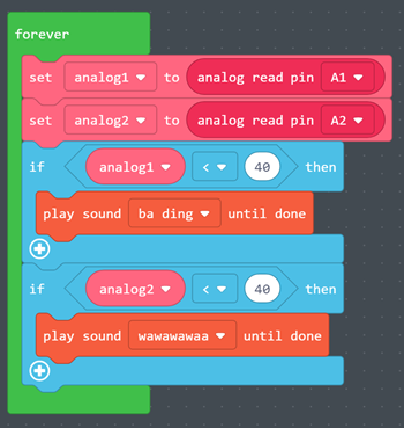 forever
set analog1 to analog read pin A1
set analog2 to analog read pin A2
if analog1 < 40 then
play sound ba ding until done
if analog2 < 40 then
play sound wawawawaa until done